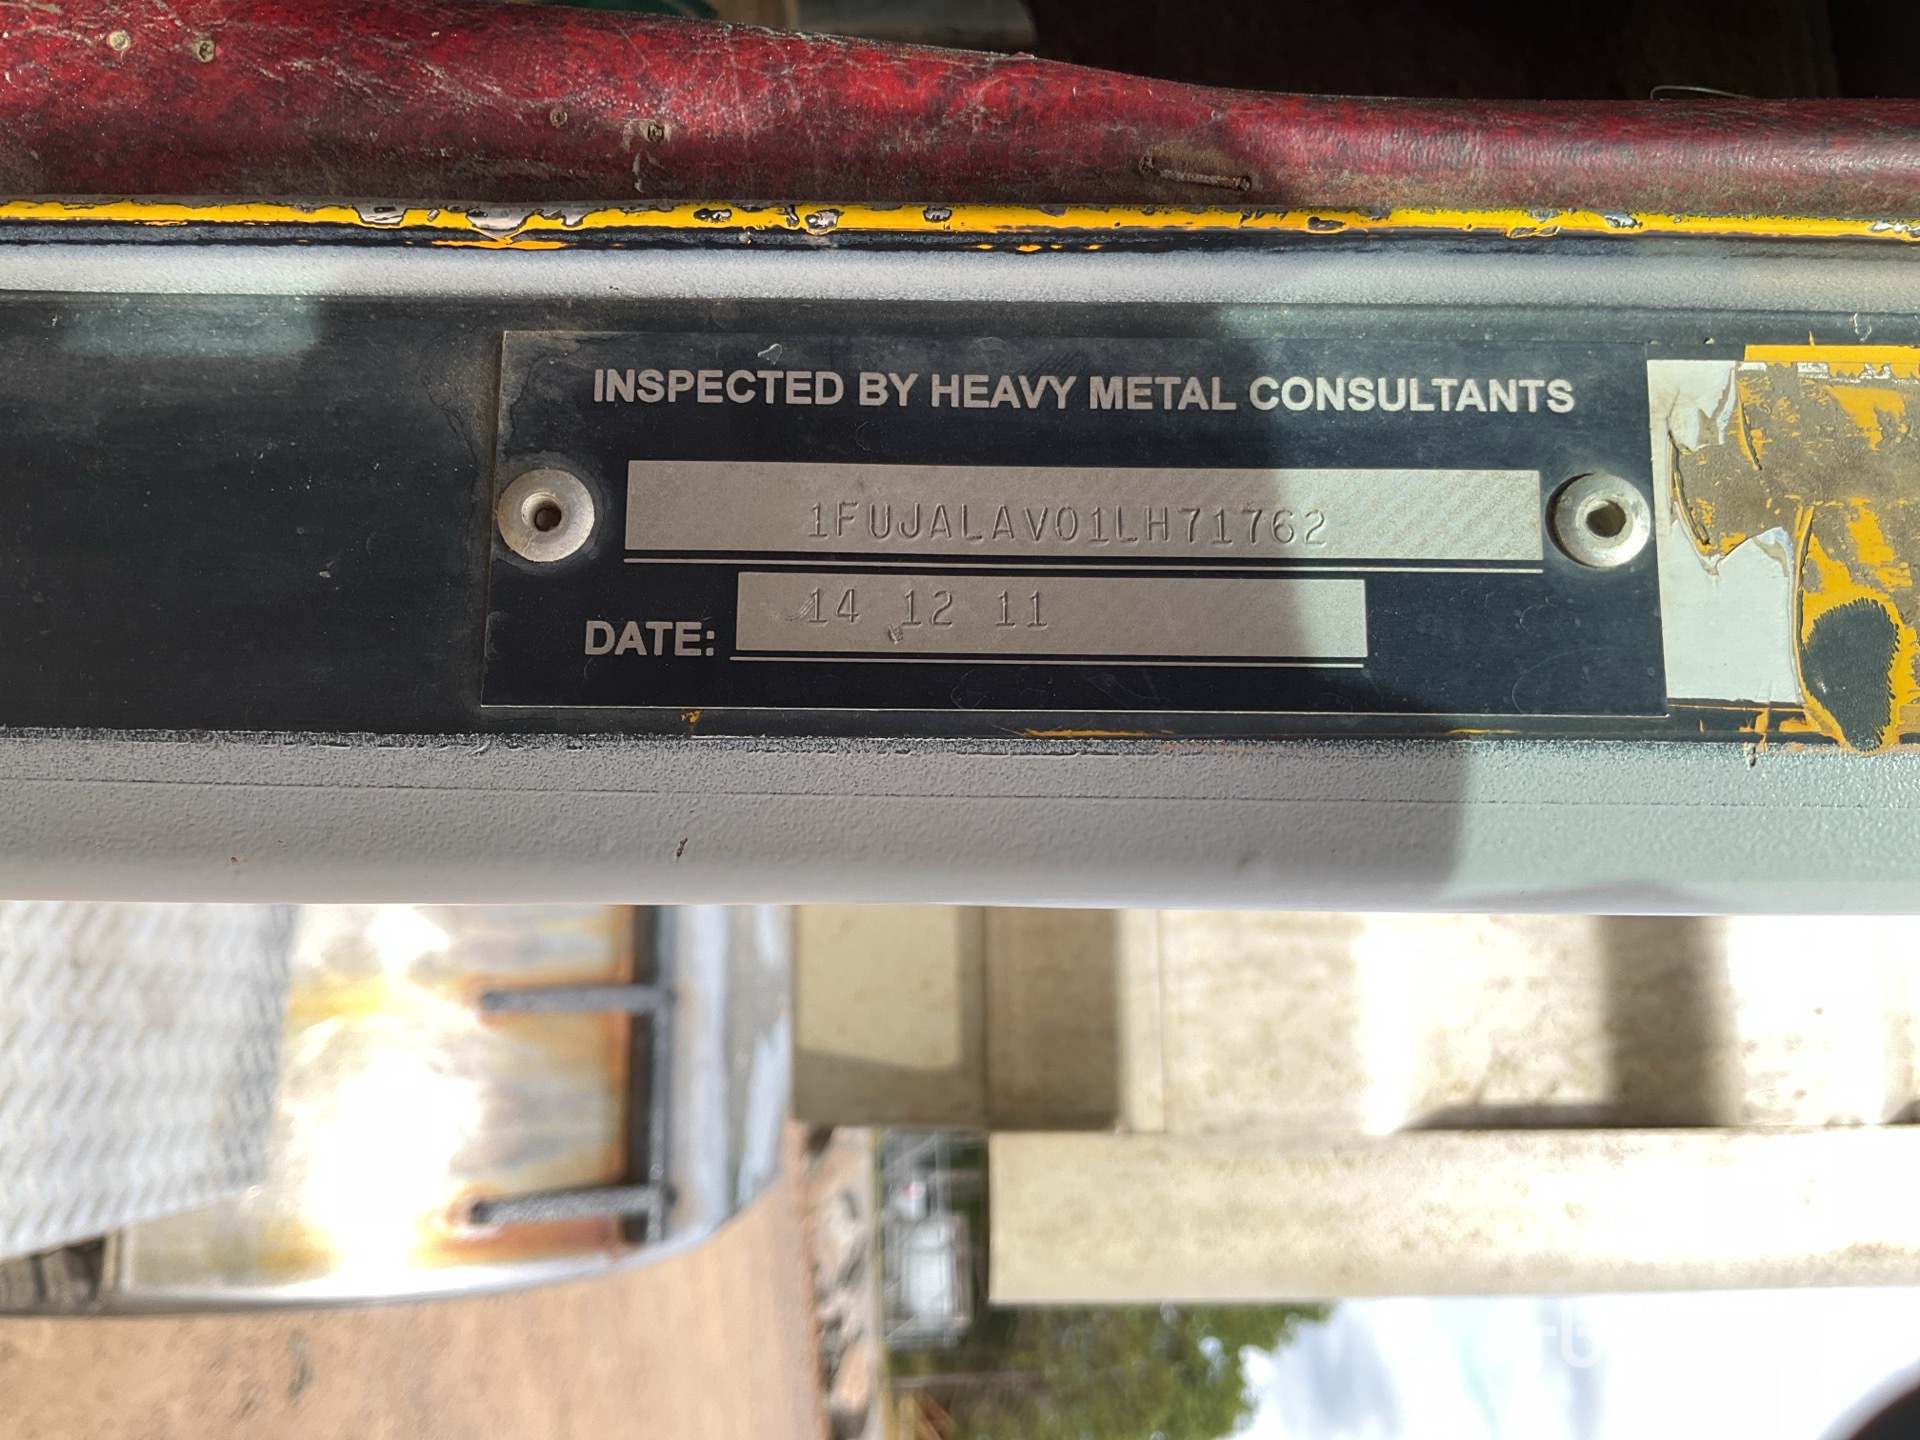 INSPECTED BY HEAVY METAL CONSULTANTS
1FUJALAV01LH71762
DATE: 14 12 11